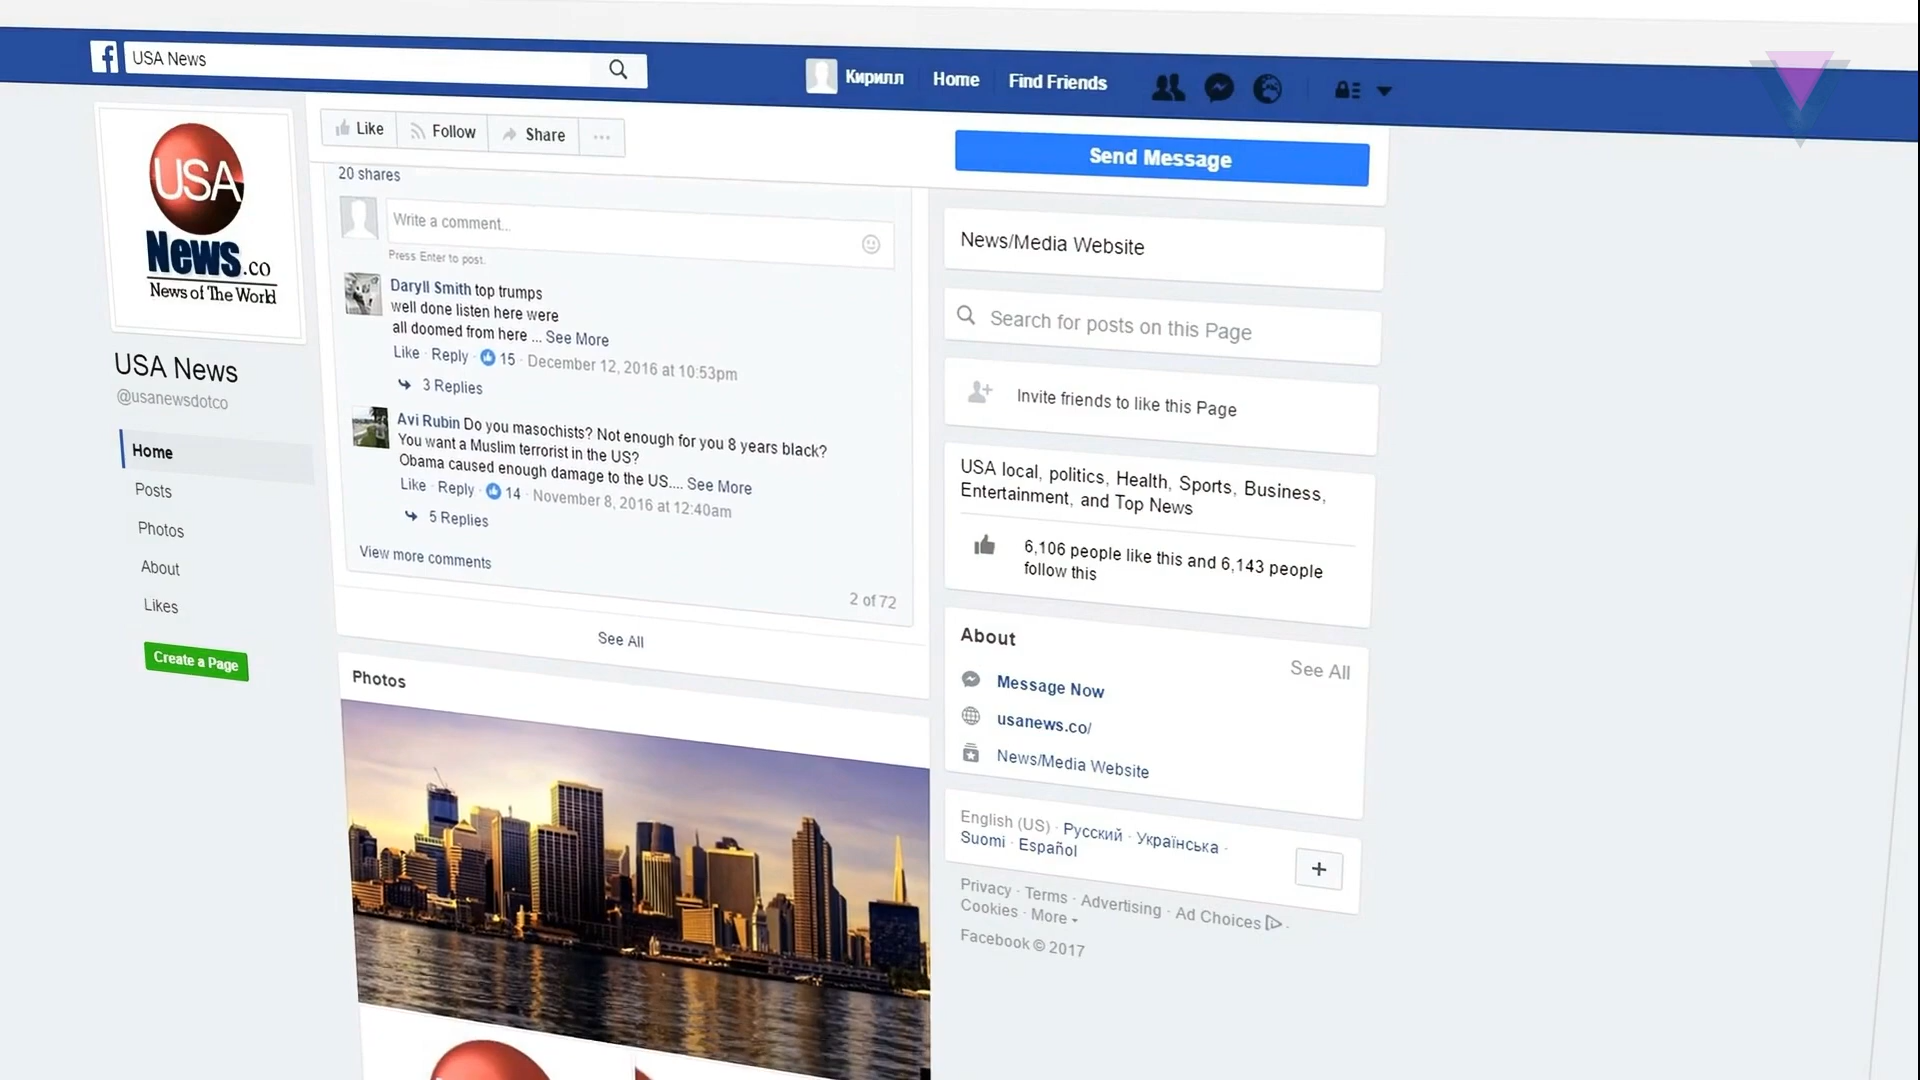 USA News
Кирилл
Home
Find Friends
USA
News.co
News of The World
USA News
@usanewsdotco
Home
Posts
Photos
About
Likes
Create a Page
Like
Follow
Share
...
Send Message
20 shares
Write a comment...
Press Enter to post.
Daryll Smith top trumps
well done listen here were
all doomed from here ... See More
Like · Reply · 15 · December 12, 2016 at 10:53pm
3 Replies
Avi Rubin Do you masochists? Not enough for you 8 years black?
You want a Muslim terrorist in the US?
Obama caused enough damage to the US.... See More
Like · Reply · 14 · November 8, 2016 at 12:40am
5 Replies
View more comments
2 of 72
See All
Photos
News/Media Website
Search for posts on this Page
Invite friends to like this Page
USA local, politics, Health, Sports, Business,
Entertainment, and Top News
6,106 people like this and 6,143 people
follow this
About
See All
Message Now
usanews.co/
News/Media Website
English (US) · Русский · Українська ·
Suomi · Español
Privacy · Terms · Advertising · Ad Choices ·
Cookies · More
Facebook © 2017